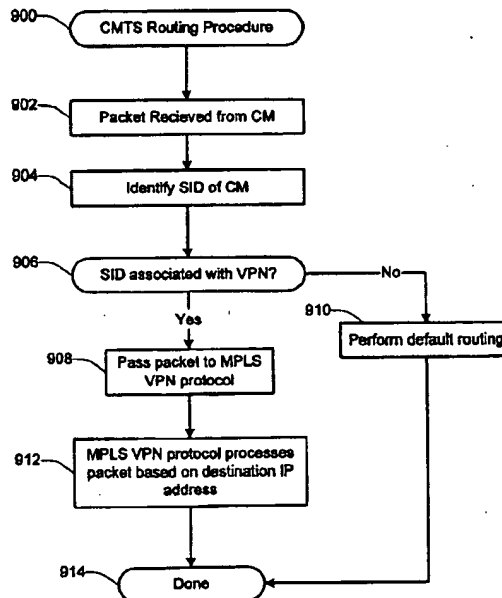 900
CMTS Routing Procedure
902
Packet Recieved from CM
904
Identify SID of CM
906
SID associated with VPN?
No
Yes
910
Perform default routing
908
Pass packet to MPLS
VPN protocol
912
MPLS VPN protocol processes
packet based on destination IP
address
914
Done